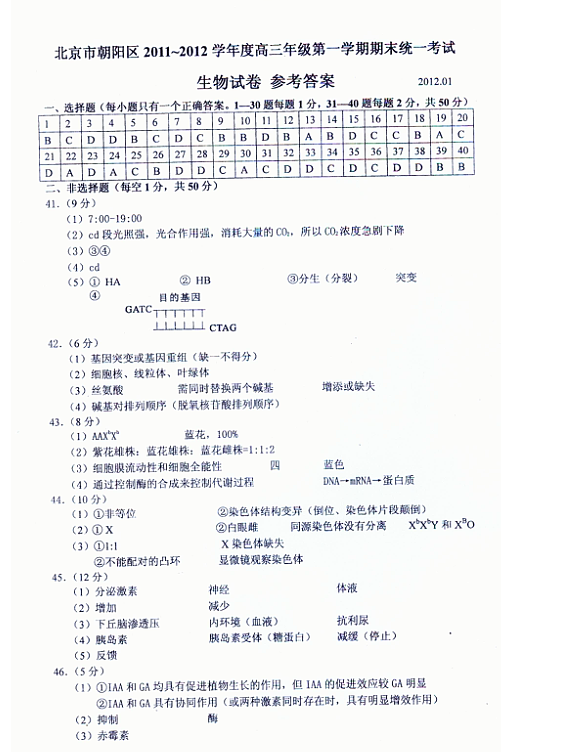 北京市朝阳区 2011~2012 学年度高三年级第一学期期末统一考试
生物试卷 参考答案 2012.01
一、选择题（每小题只有一个正确答案。1—30题每题 1 分，31—40题每题 2 分，共 50 分）
1 2 3 4 5 6 7 8 9 10 11 12 13 14 15 16 17 18 19 20
B C D D B C D C B B D B A B D C C B A C
21 22 23 24 25 26 27 28 29 30 31 32 33 34 35 36 37 38 39 40
D A D A C B D D C A C D D C D C D D B B
二、非选择题（每空 1 分，共 50 分）
41.（9 分）
（1）7:00-19:00
（2）cd 段光照强，光合作用强，消耗大量的 CO₂，所以 CO₂ 浓度急剧下降
（3）③④
（4）cd
（5）① HA ② HB ③分生（分裂） 突变
④ 目的基因
GATC
CTAG
42.（6 分）
（1）基因突变或基因重组（缺一不得分）
（2）细胞核、线粒体、叶绿体
（3）丝氨酸 需同时替换两个碱基 增添或缺失
（4）碱基对排列顺序（脱氧核苷酸排列顺序）
43.（8 分）
（1）AAXᵇXᵃ 蓝花，100%
（2）紫花雄株：蓝花雄株：蓝花雌株=1:1:2
（3）细胞膜流动性和细胞全能性 四 蓝色
（4）通过控制酶的合成来控制代谢过程 DNA→mRNA→蛋白质
44.（10 分）
（1）①非等位 ②染色体结构变异（倒位、染色体片段颠倒）
（2）① X ②白眼雌 同源染色体没有分离 XᵇXᵇY 和 XᴮO
（3）①1:1 X 染色体缺失
②不能配对的凸环 显微镜观察染色体
45.（12 分）
（1）分泌激素 神经 体液
（2）增加 减少
（3）下丘脑渗透压 内环境（血液） 抗利尿
（4）胰岛素 胰岛素受体（糖蛋白） 减缓（停止）
（5）反馈
46.（5 分）
（1）①IAA 和 GA 均具有促进植物生长的作用，但 IAA 的促进效应较 GA 明显
②IAA 和 GA 具有协同作用（或两种激素同时存在时，具有明显增效作用）
（2）抑制 酶
（3）赤霉素